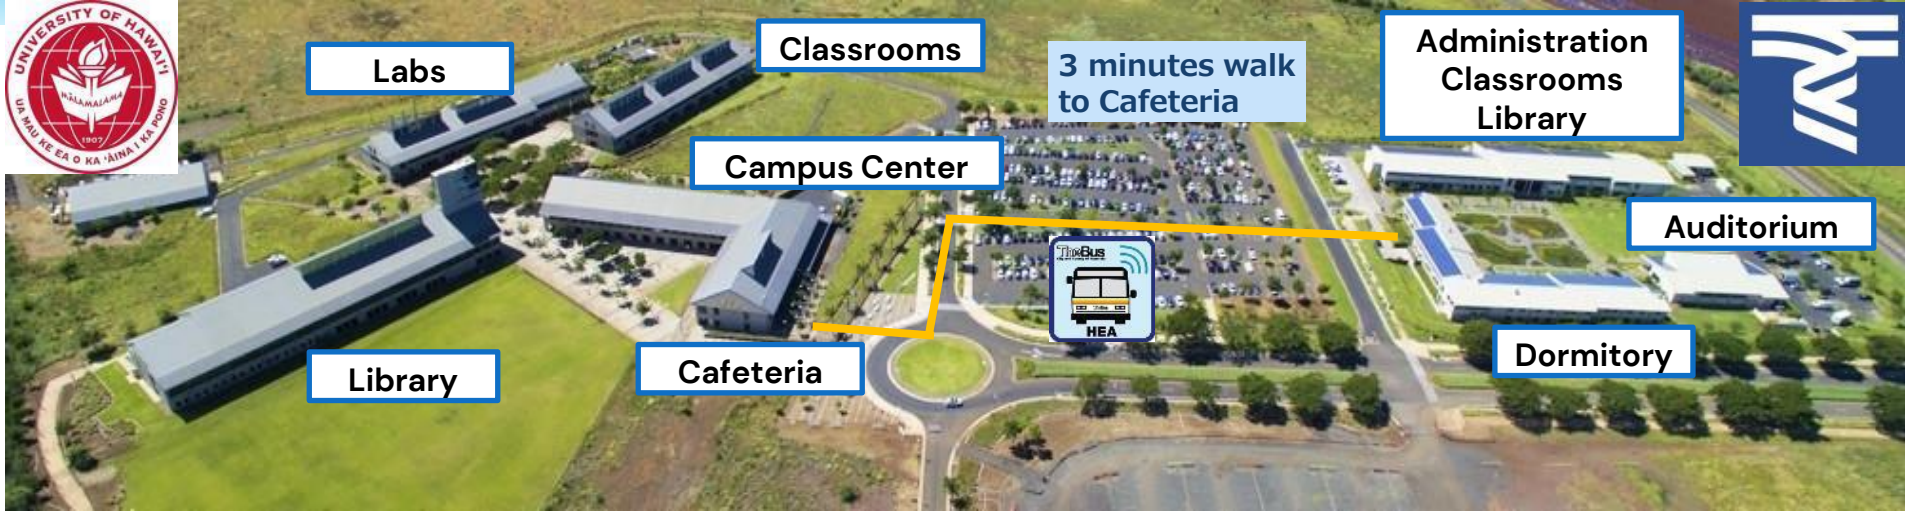 UNIVERSITY OF HAWAI'I
MĀLAMALAMA
1907
UA MAU KE EA O KA 'ĀINA I KA PONO
Labs
Classrooms
3 minutes walk
to Cafeteria
Administration
Classrooms
Library
Campus Center
Auditorium
TheBus
HEA
Library
Cafeteria
Dormitory